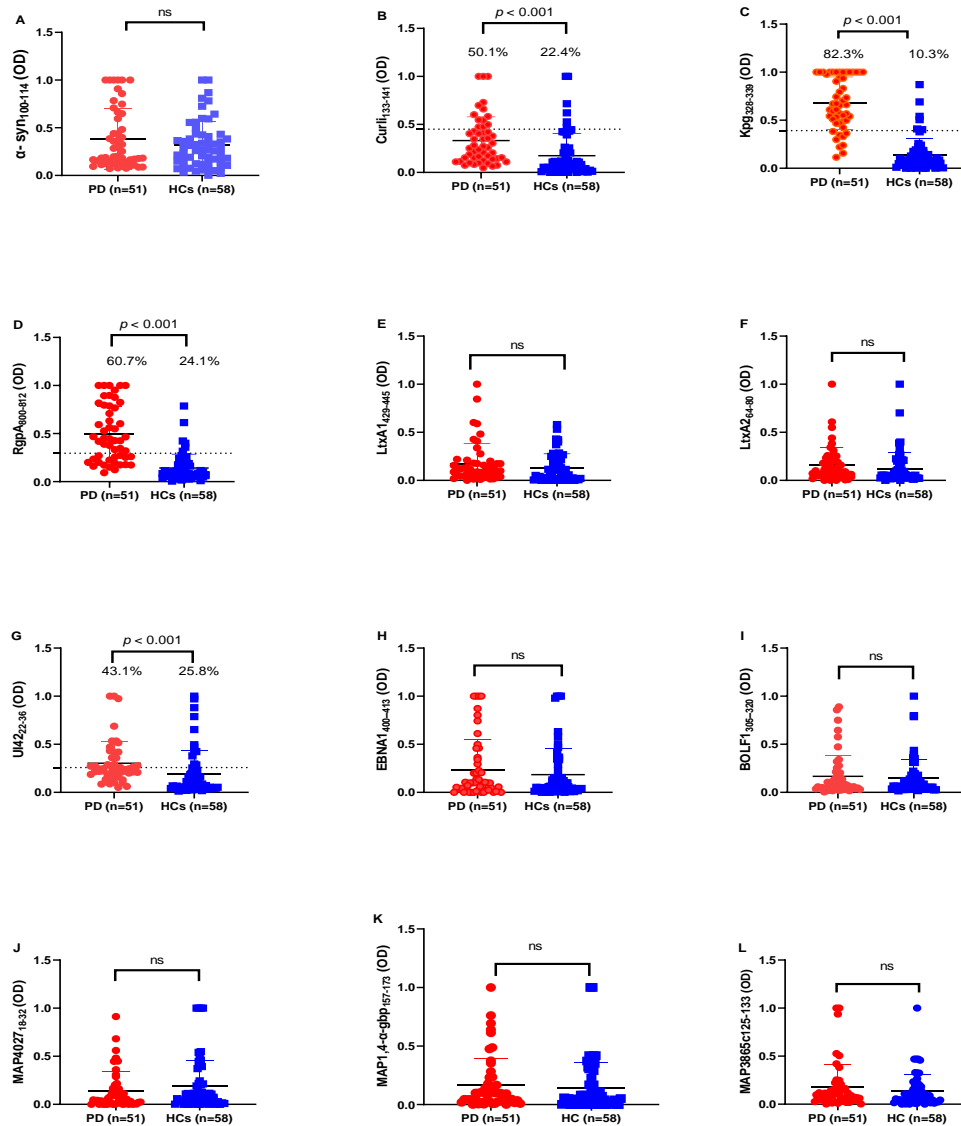 A
ns
α- syn100-114 (OD)
1.5
1.0
0.5
0.0
PD (n=51) HCs (n=58)
B
p < 0.001
50.1% 22.4%
Curli133-141 (OD)
1.5
1.0
0.5
0.0
PD (n=51) HCs (n=58)
C
p < 0.001
82.3% 10.3%
Kpg328-339 (OD)
1.5
1.0
0.5
0.0
PD (n=51) HCs (n=58)
D
p < 0.001
60.7% 24.1%
RgpA800-812 (OD)
1.5
1.0
0.5
0.0
PD (n=51) HCs (n=58)
E
ns
LtxA1429-445 (OD)
1.5
1.0
0.5
0.0
PD (n=51) HCs (n=58)
F
ns
LtxA264-80 (OD)
1.5
1.0
0.5
0.0
PD (n=51) HCs (n=58)
G
p < 0.001
43.1% 25.8%
Ul4222-36 (OD)
1.5
1.0
0.5
0.0
PD (n=51) HCs (n=58)
H
ns
EBNA1400–413 (OD)
1.5
1.0
0.5
0.0
PD (n=51) HCs (n=58)
I
ns
BOLF1305–320 (OD)
1.5
1.0
0.5
0.0
PD (n=51) HCs (n=58)
J
ns
MAP402718-32 (OD)
1.5
1.0
0.5
0.0
PD (n=51) HCs (n=58)
K
ns
MAP1,4-α-gbp157-173 (OD)
1.5
1.0
0.5
0.0
PD (n=51) HC (n=58)
L
ns
MAP3865c125-133 (OD)
1.5
1.0
0.5
0.0
PD (n=51) HC (n=58)